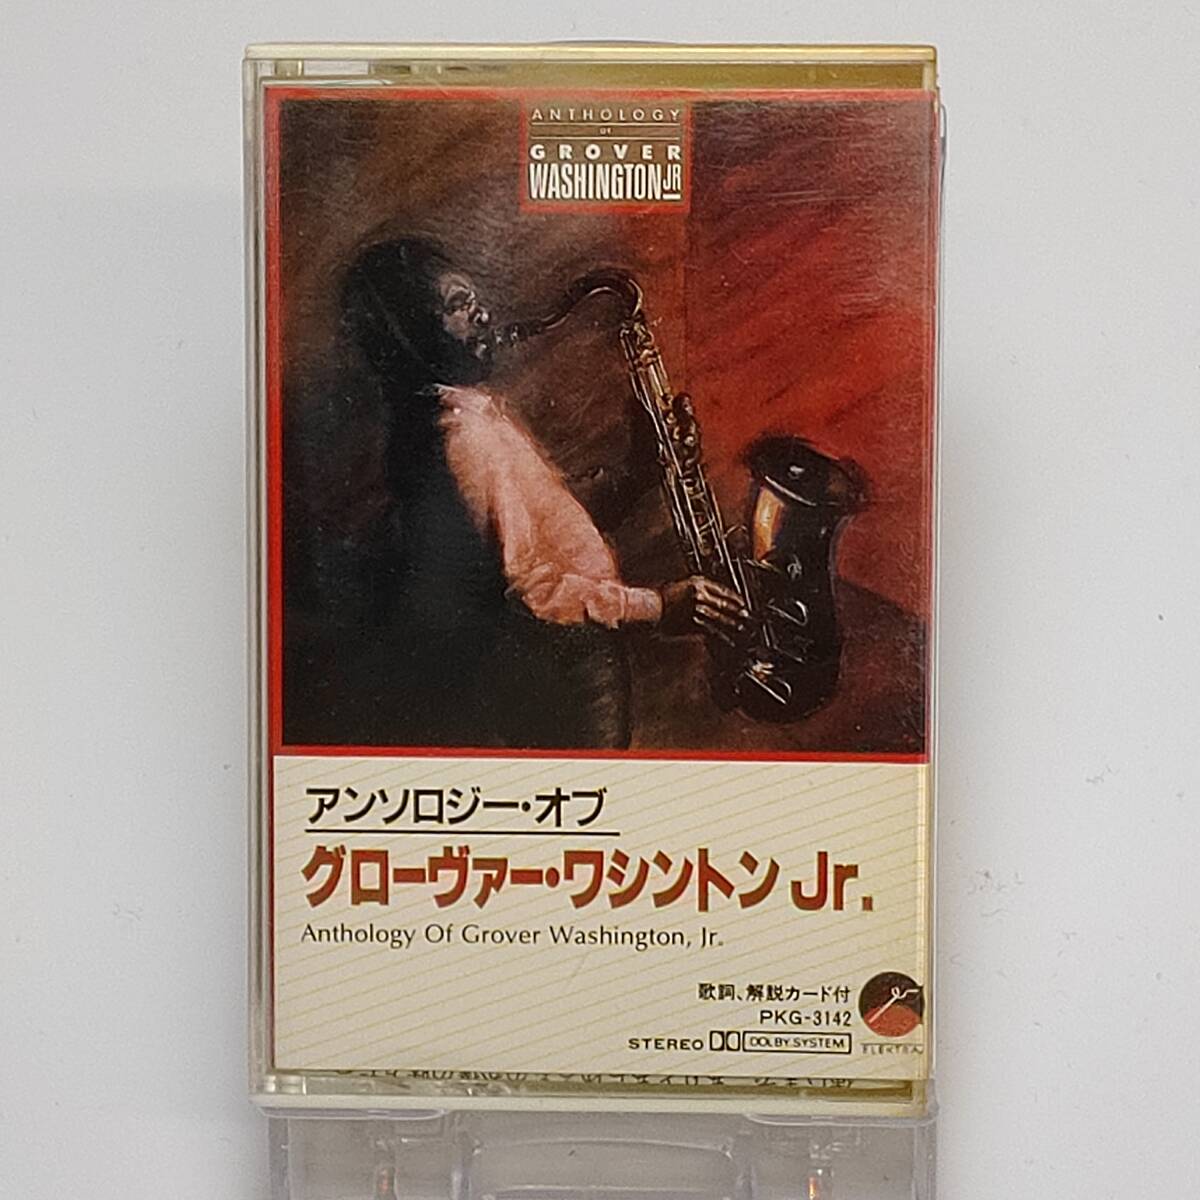 ANTHOLOGY
OF
GROVER
WASHINGTON JR
アンソロジー・オブ
グローヴァー・ワシントン Jr.
Anthology Of Grover Washington, Jr.
歌詞、解説カード付
PKG-3142
STEREO DOLBY SYSTEM
ELEKTRA